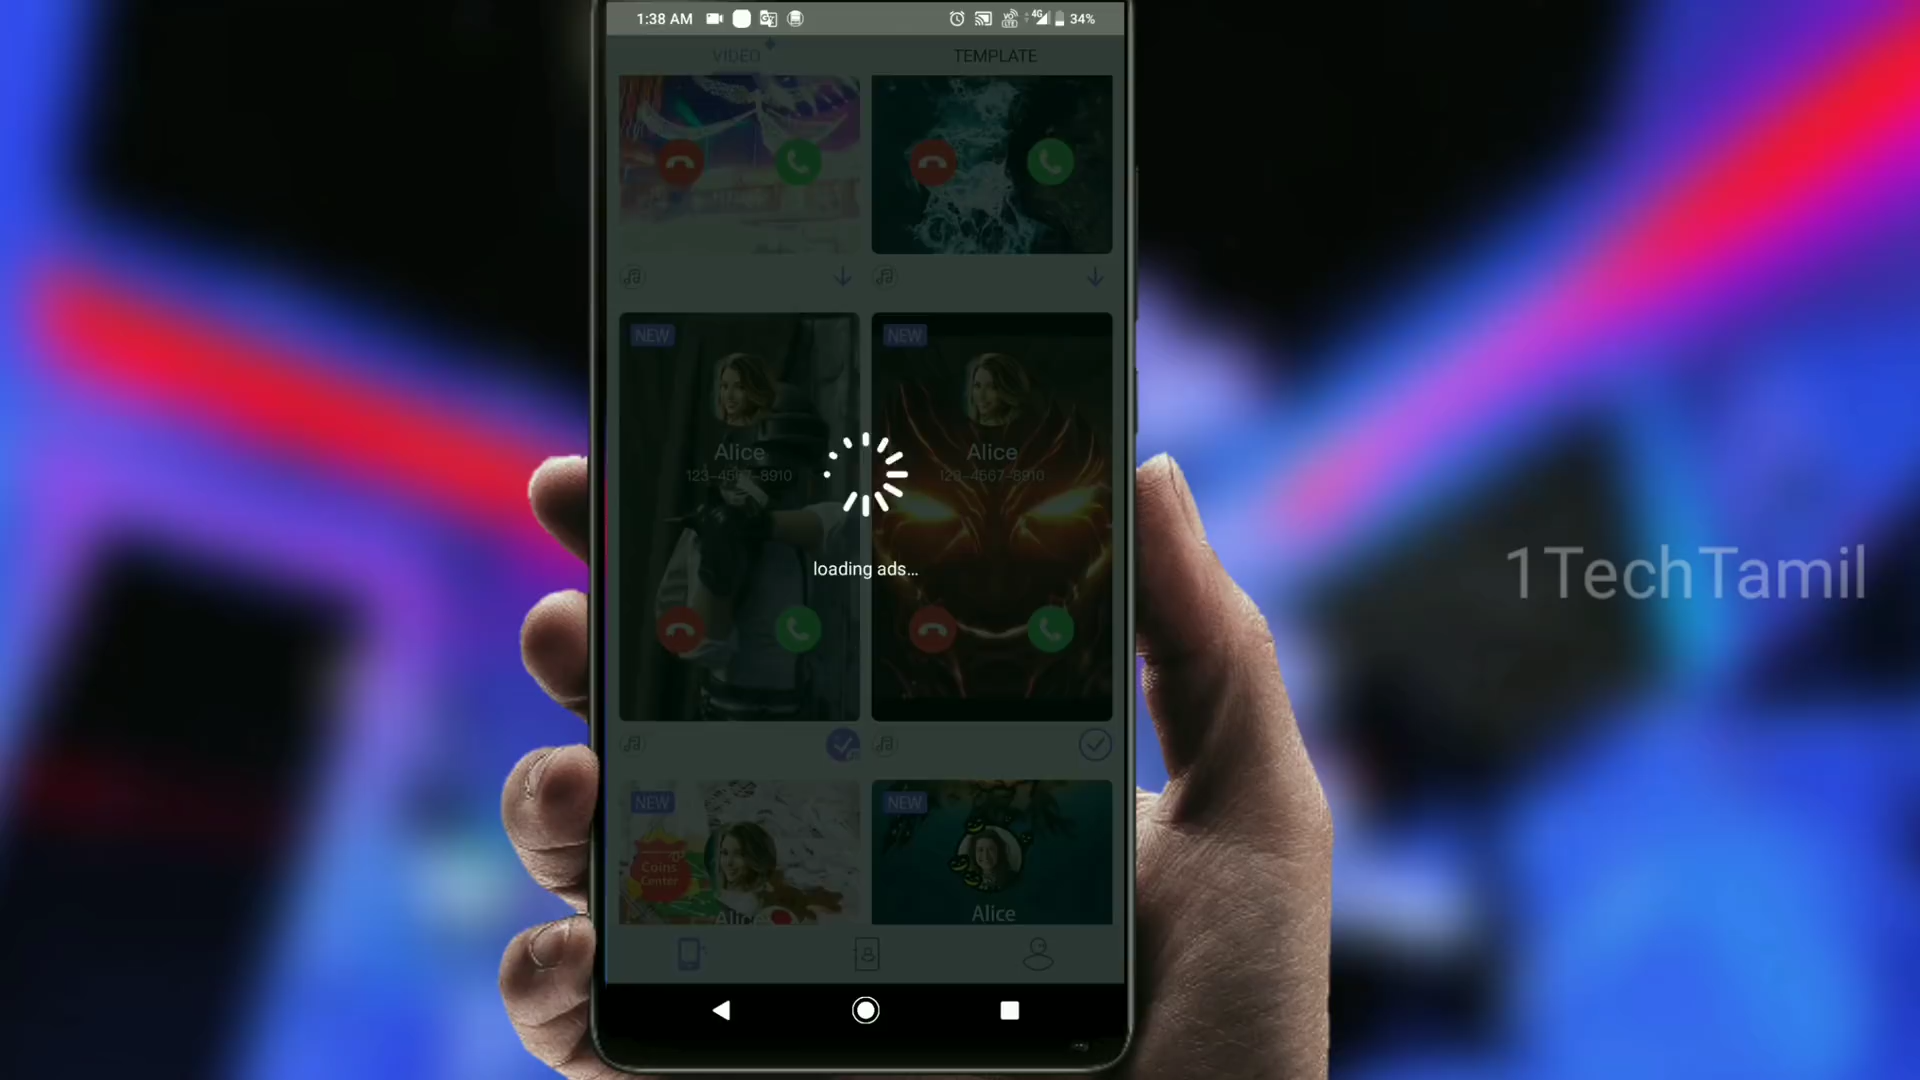 1:38 AM
4G
34%
VIDEO
TEMPLATE
NEW
NEW
Alice
Alice
123-4567-8910
123-4567-8910
loading ads...
1TechTamil
NEW
NEW
Coins
Center
Alice
Alice